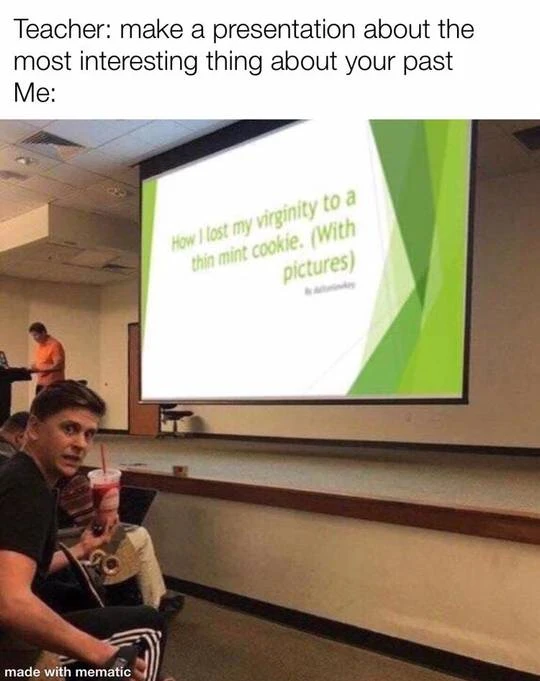 Teacher: make a presentation about the
most interesting thing about your past
Me:
How I lost my virginity to a
thin mint cookie. (With
pictures)
By
made with mematic